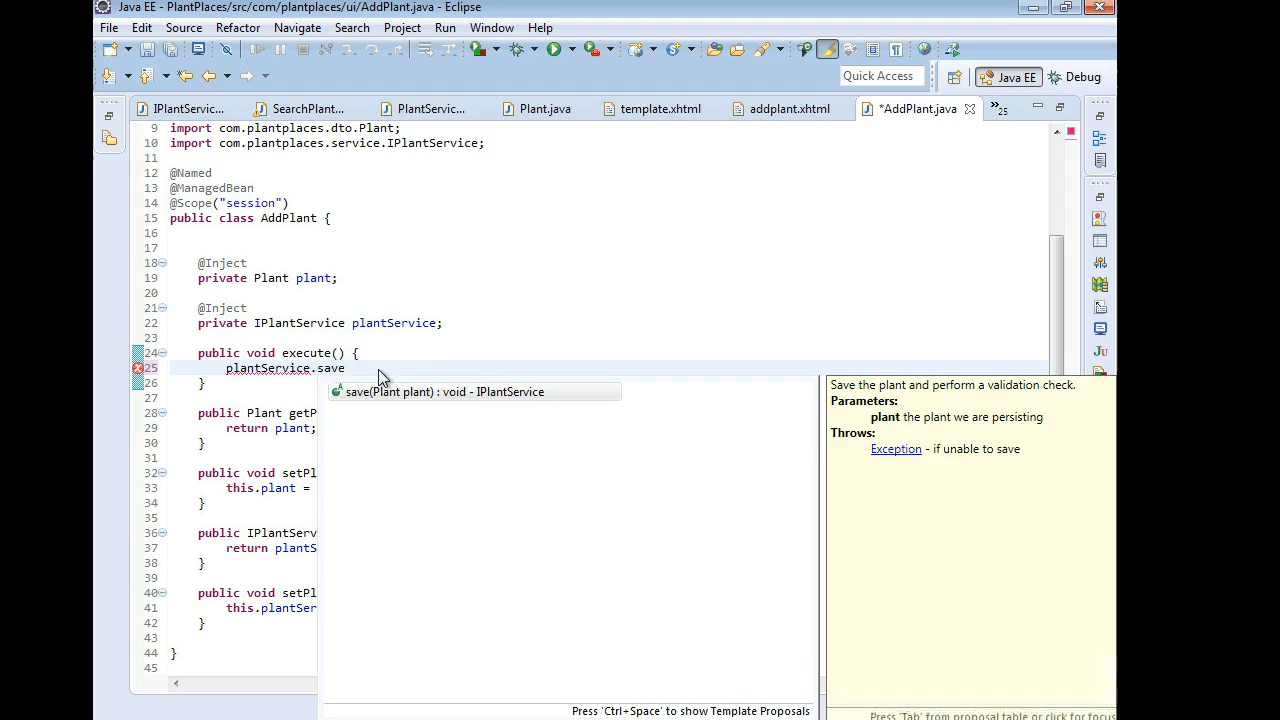 Java EE - PlantPlaces/src/com/plantplaces/ui/AddPlant.java - Eclipse
File Edit Source Refactor Navigate Search Project Run Window Help
Quick Access Java EE Debug
IPlantServic... SearchPlant... PlantServic... Plant.java template.xhtml addplant.xhtml *AddPlant.java »25
9 import com.plantplaces.dto.Plant;
10 import com.plantplaces.service.IPlantService;
11
12 @Named
13 @ManagedBean
14 @Scope("session")
15 public class AddPlant {
16
17
18 @Inject
19 private Plant plant;
20
21 @Inject
22 private IPlantService plantService;
23
24 public void execute() {
25 plantService.save
26 }
27
28 public Plant getP
29 return plant;
30 }
31
32 public void setPl
33 this.plant =
34 }
35
36 public IPlantServ
37 return plantS
38 }
39
40 public void setPl
41 this.plantSer
42 }
43
44 }
45
save(Plant plant) : void - IPlantService
Press 'Ctrl+Space' to show Template Proposals
Save the plant and perform a validation check.
Parameters:
plant the plant we are persisting
Throws:
Exception - if unable to save
Press 'Tab' from proposal table or click for focus